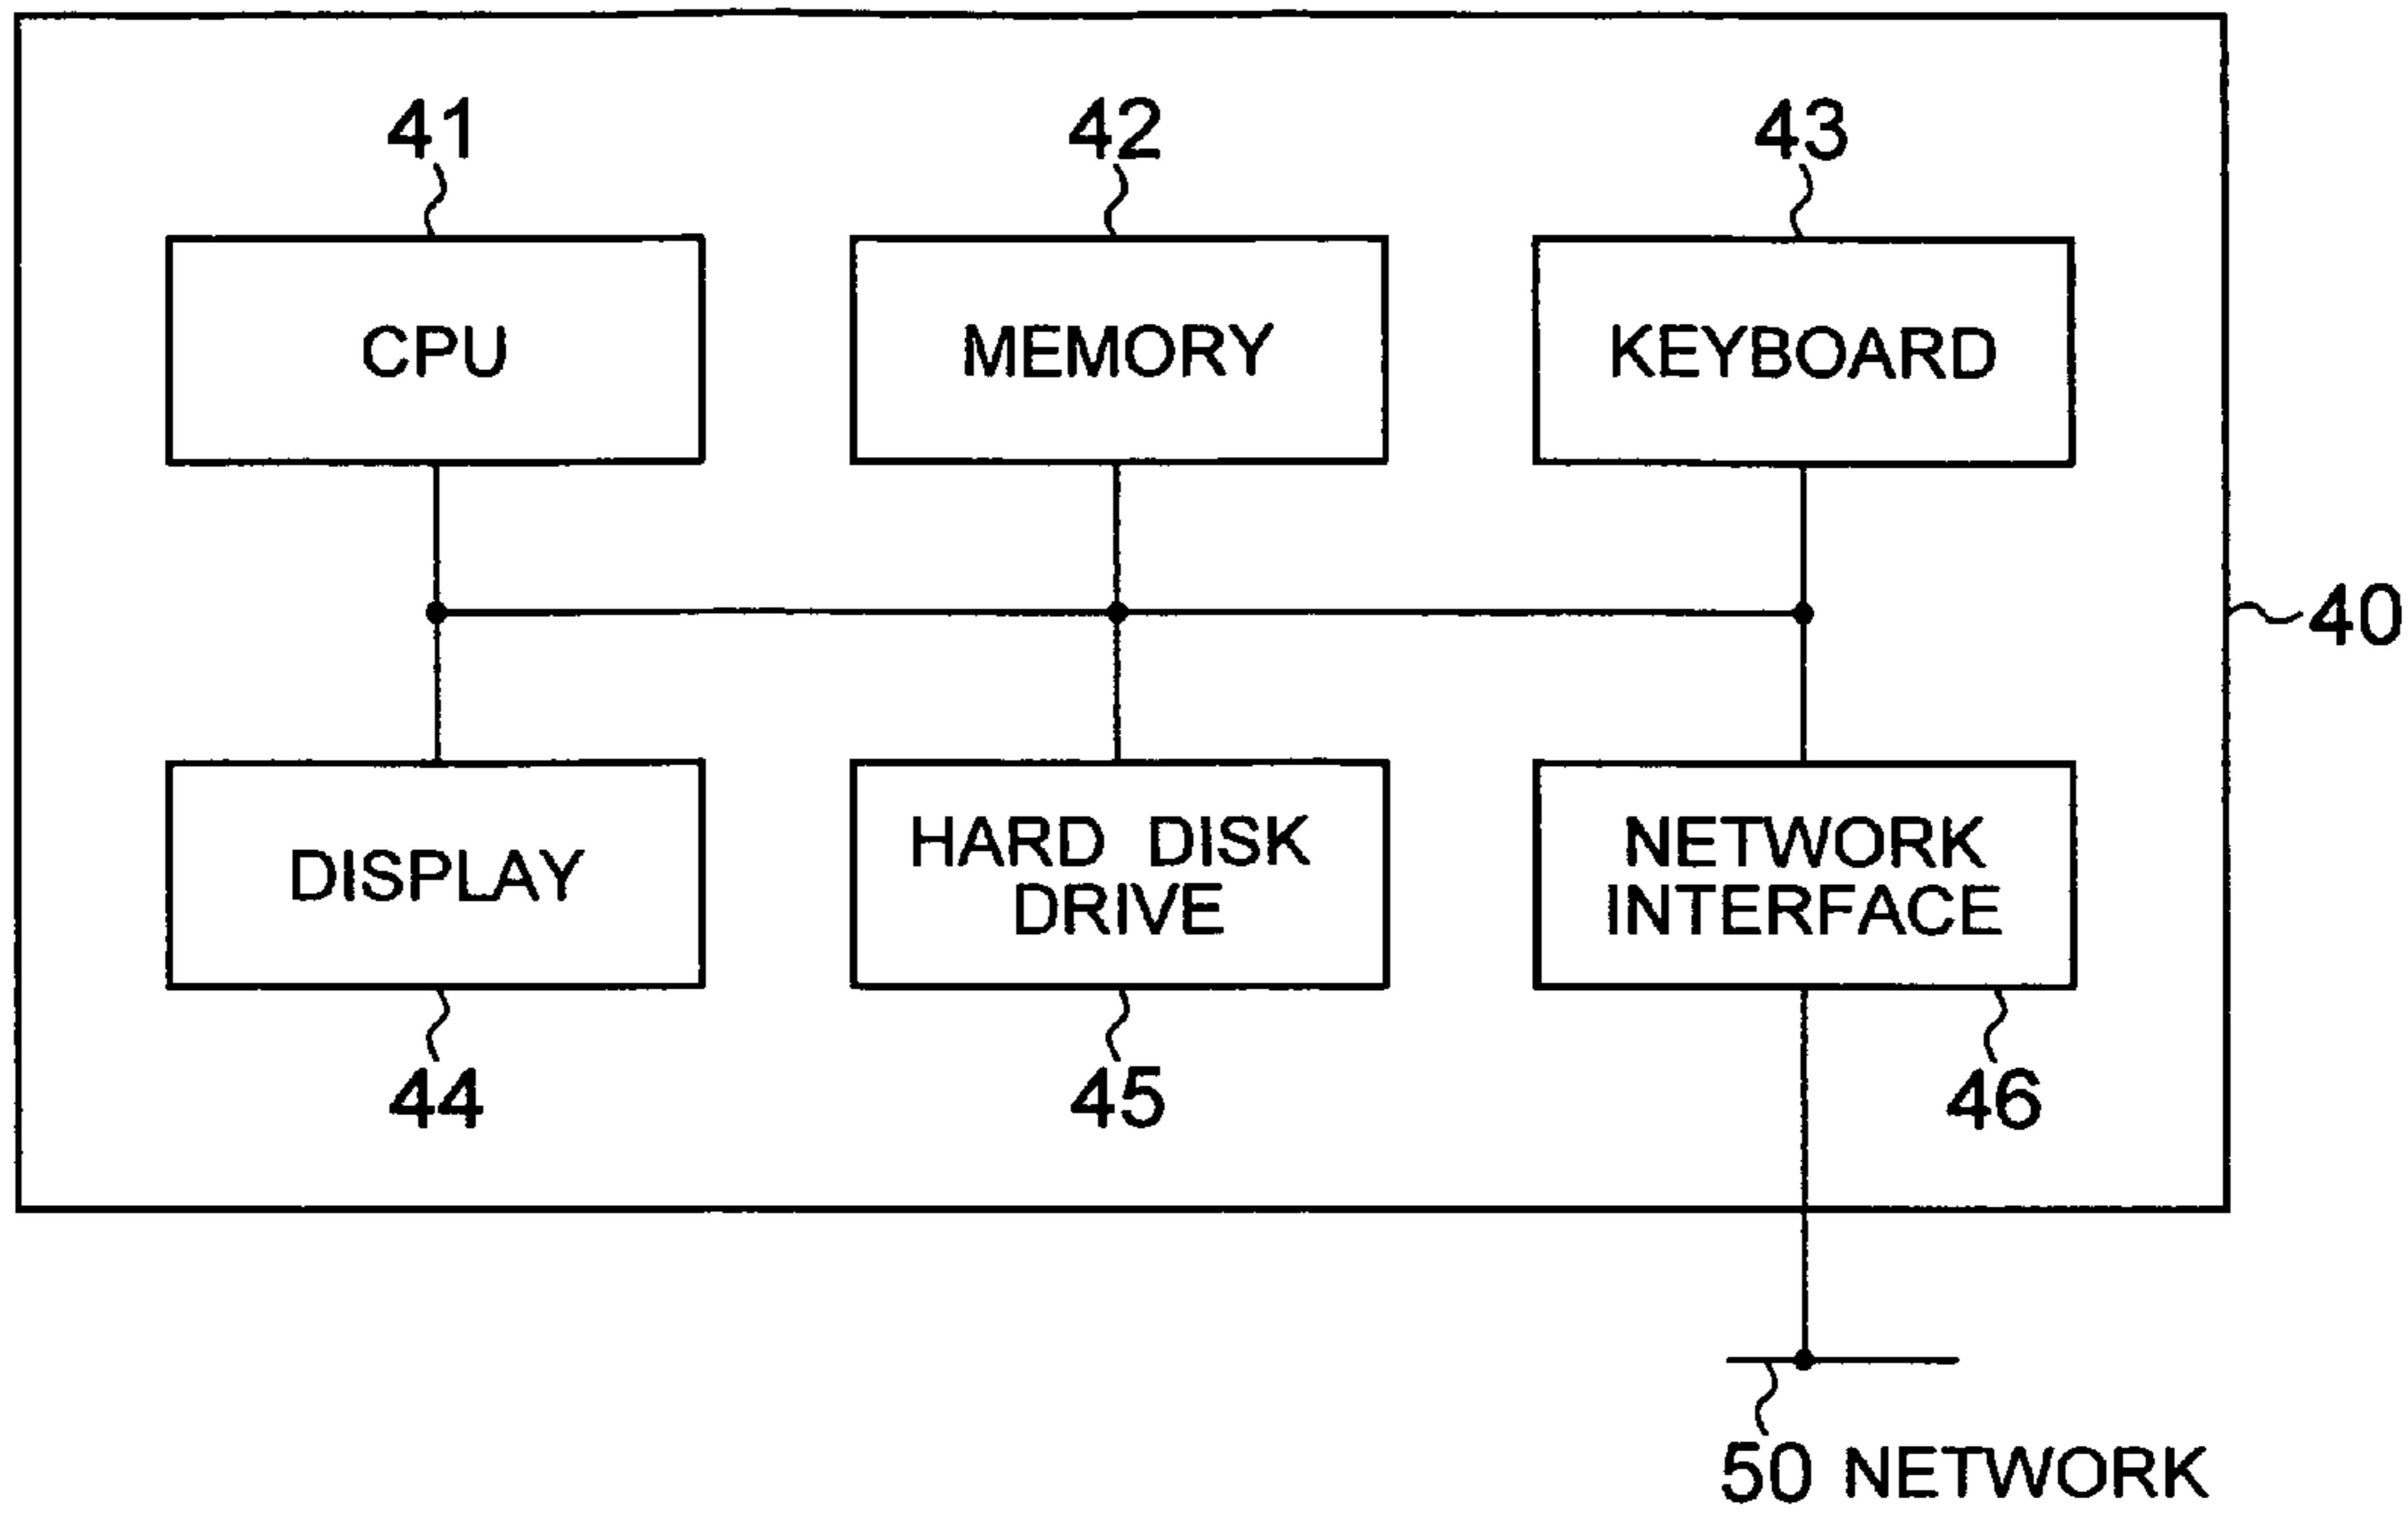 41
42
43
CPU
MEMORY
KEYBOARD
40
DISPLAY
HARD DISK
DRIVE
NETWORK
INTERFACE
44
45
46
50 NETWORK